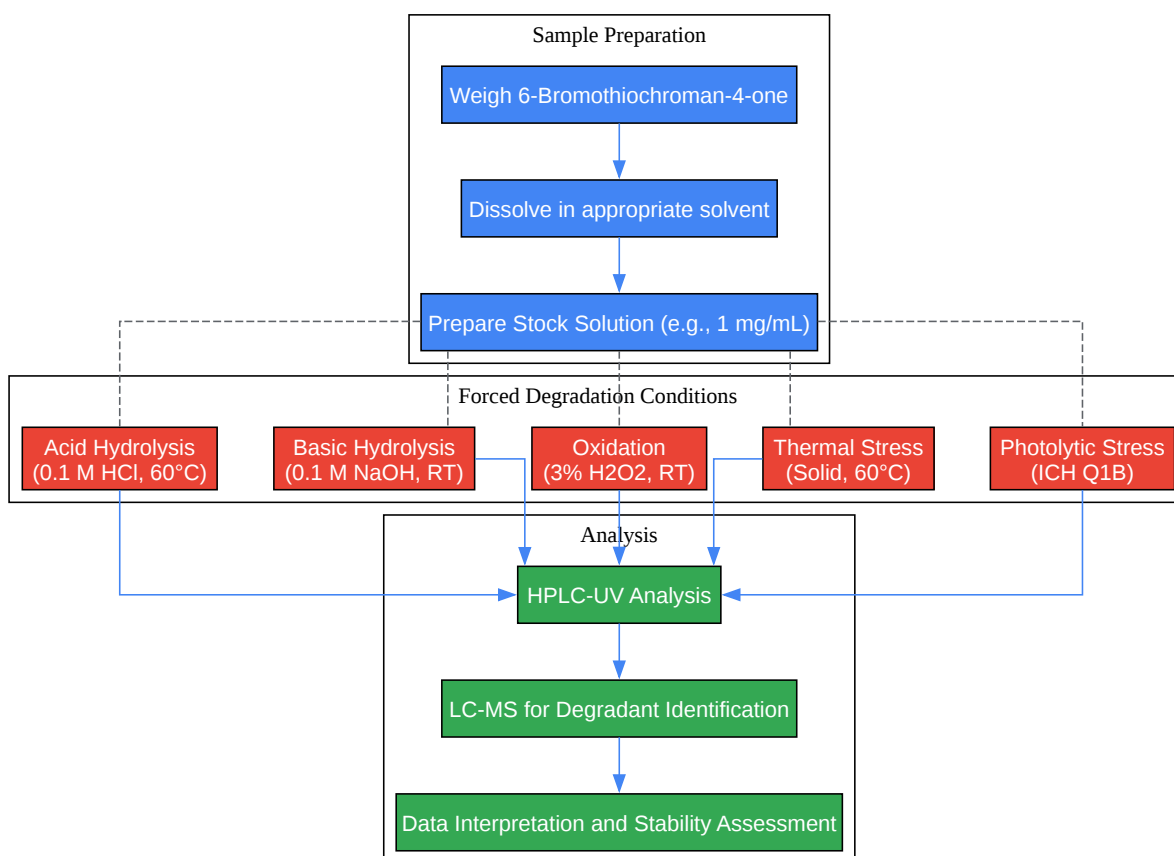 Sample Preparation
Weigh 6-Bromothiochroman-4-one
Dissolve in appropriate solvent
Prepare Stock Solution (e.g., 1 mg/mL)
Forced Degradation Conditions
Acid Hydrolysis
(0.1 M HCl, 60°C)
Basic Hydrolysis
(0.1 M NaOH, RT)
Oxidation
(3% H2O2, RT)
Thermal Stress
(Solid, 60°C)
Photolytic Stress
(ICH Q1B)
Analysis
HPLC-UV Analysis
LC-MS for Degradant Identification
Data Interpretation and Stability Assessment